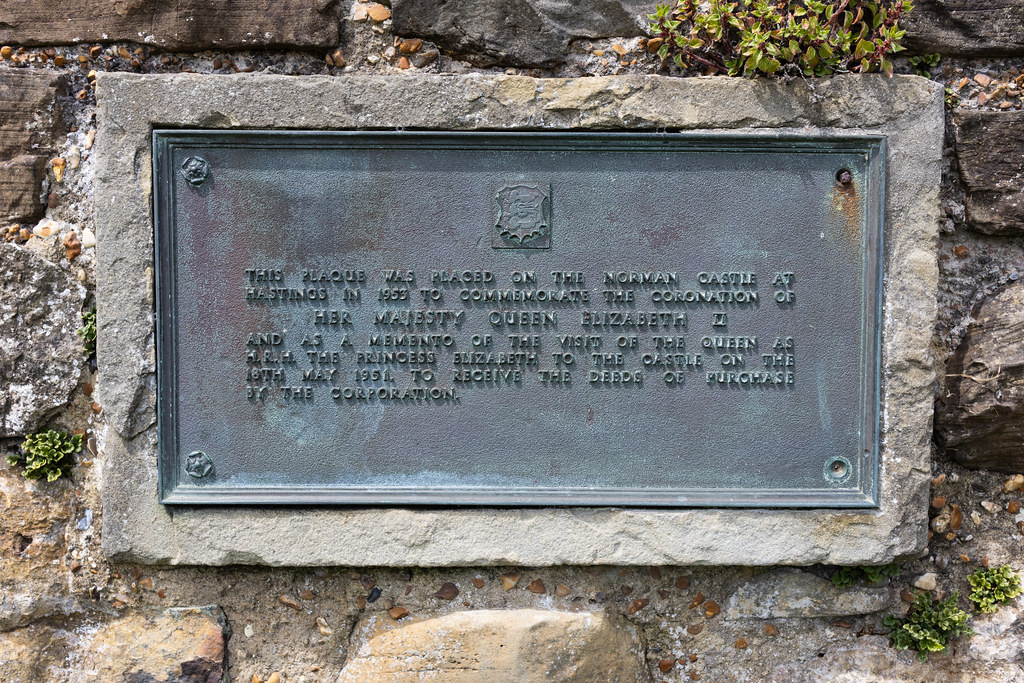 THIS PLAQUE WAS PLACED ON THE NORMAN CASTLE AT
HASTINGS IN 1953 TO COMMEMORATE THE CORONATION OF
HER MAJESTY QUEEN ELIZABETH II
AND AS A MEMENTO OF THE VISIT OF THE QUEEN AS
H.R.H. THE PRINCESS ELIZABETH TO THE CASTLE ON THE
18TH MAY 1951. TO RECEIVE THE DEEDS OF PURCHASE
BY THE CORPORATION.